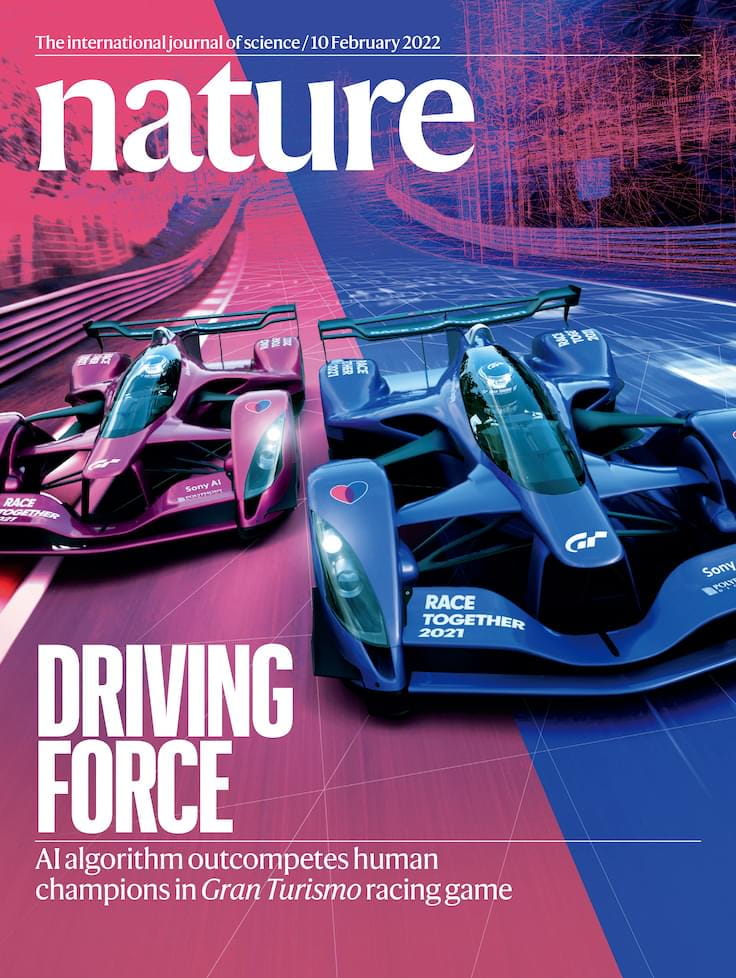 The international journal of science / 10 February 2022
nature
Sony AI
RACE
TOGETHER
2021
GT
RACE
TOGETHER
2021
Sony
DRIVING
FORCE
AI algorithm outcompetes human
champions in Gran Turismo racing game